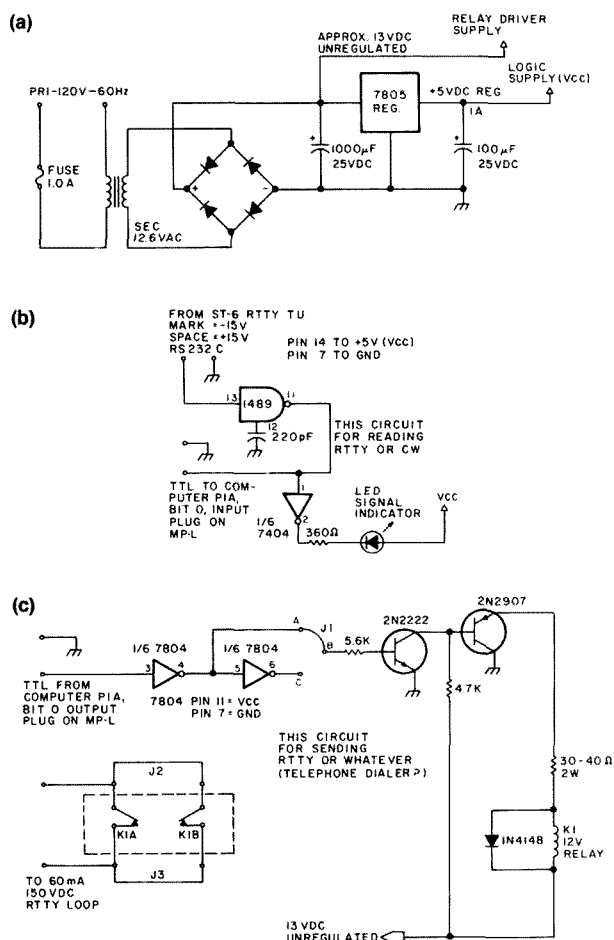 (a)
RELAY DRIVER
SUPPLY
APPROX. 13VDC
UNREGULATED
LOGIC
SUPPLY (VCC)
PRI-120V-60Hz
7805
REG.
+5VDC REG
1A
+
1000µF
25VDC
+
100µF
25VDC
FUSE
1.0 A
+
-
SEC
12.6VAC
(b)
FROM ST-6 RTTY TU
MARK = -15V
SPACE = +15V
RS232 C
PIN 14 TO +5V (VCC)
PIN 7 TO GND
13
1489
11
12
220pF
THIS CIRCUIT
FOR READING
RTTY OR CW
TTL TO COM-
PUTER PIA,
BIT 0, INPUT
PLUG ON
MP-L
1
2
1/6
7404
360Ω
LED
SIGNAL
INDICATOR
VCC
(c)
2N2907
2N2222
A
J1
B
C
5.6K
1/6 7804
1/6 7804
3
4
5
6
TTL FROM
COMPUTER PIA,
BIT 0 OUTPUT
PLUG ON MP-L
7804
PIN 11 = VCC
PIN 7 = GND
4.7K
THIS CIRCUIT
FOR SENDING
RTTY OR WHATEVER
(TELEPHONE DIALER?)
30-40Ω
2W
J2
K1A
K1B
J3
1N4148
K1
12V
RELAY
TO 60mA
150VDC
RTTY LOOP
13 VDC
UNREGULATED